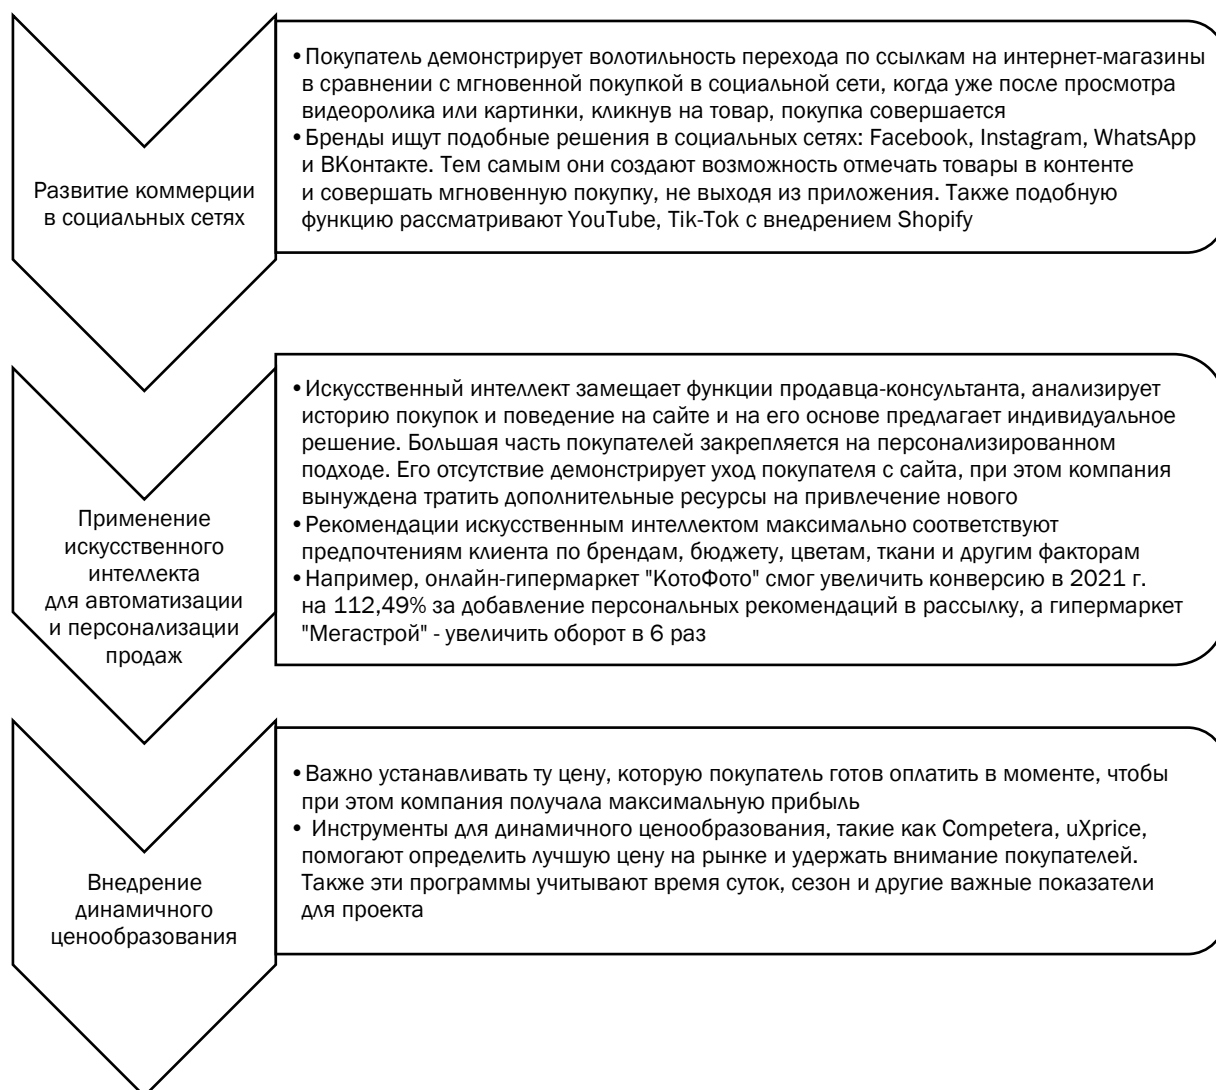 Развитие коммерции
в социальных сетях
•Покупатель демонстрирует волотильность перехода по ссылкам на интернет-магазины
в сравнении с мгновенной покупкой в социальной сети, когда уже после просмотра
видеоролика или картинки, кликнув на товар, покупка совершается
•Бренды ищут подобные решения в социальных сетях: Facebook, Instagram, WhatsApp
и ВКонтакте. Тем самым они создают возможность отмечать товары в контенте
и совершать мгновенную покупку, не выходя из приложения. Также подобную
функцию рассматривают YouTube, Tik-Tok с внедрением Shopify
Применение
искусственного
интеллекта
для автоматизации
и персонализации
продаж
•Искусственный интеллект замещает функции продавца-консультанта, анализирует
историю покупок и поведение на сайте и на его основе предлагает индивидуальное
решение. Большая часть покупателей закрепляется на персонализированном
подходе. Его отсутствие демонстрирует уход покупателя с сайта, при этом компания
вынуждена тратить дополнительные ресурсы на привлечение нового
•Рекомендации искусственным интеллектом максимально соответствуют
предпочтениям клиента по брендам, бюджету, цветам, ткани и другим факторам
•Например, онлайн-гипермаркет "КотоФото" смог увеличить конверсию в 2021 г.
на 112,49% за добавление персональных рекомендаций в рассылку, а гипермаркет
"Мегастрой" - увеличить оборот в 6 раз
Внедрение
динамичного
ценообразования
•Важно устанавливать ту цену, которую покупатель готов оплатить в моменте, чтобы
при этом компания получала максимальную прибыль
• Инструменты для динамичного ценообразования, такие как Competera, uXprice,
помогают определить лучшую цену на рынке и удержать внимание покупателей.
Также эти программы учитывают время суток, сезон и другие важные показатели
для проекта